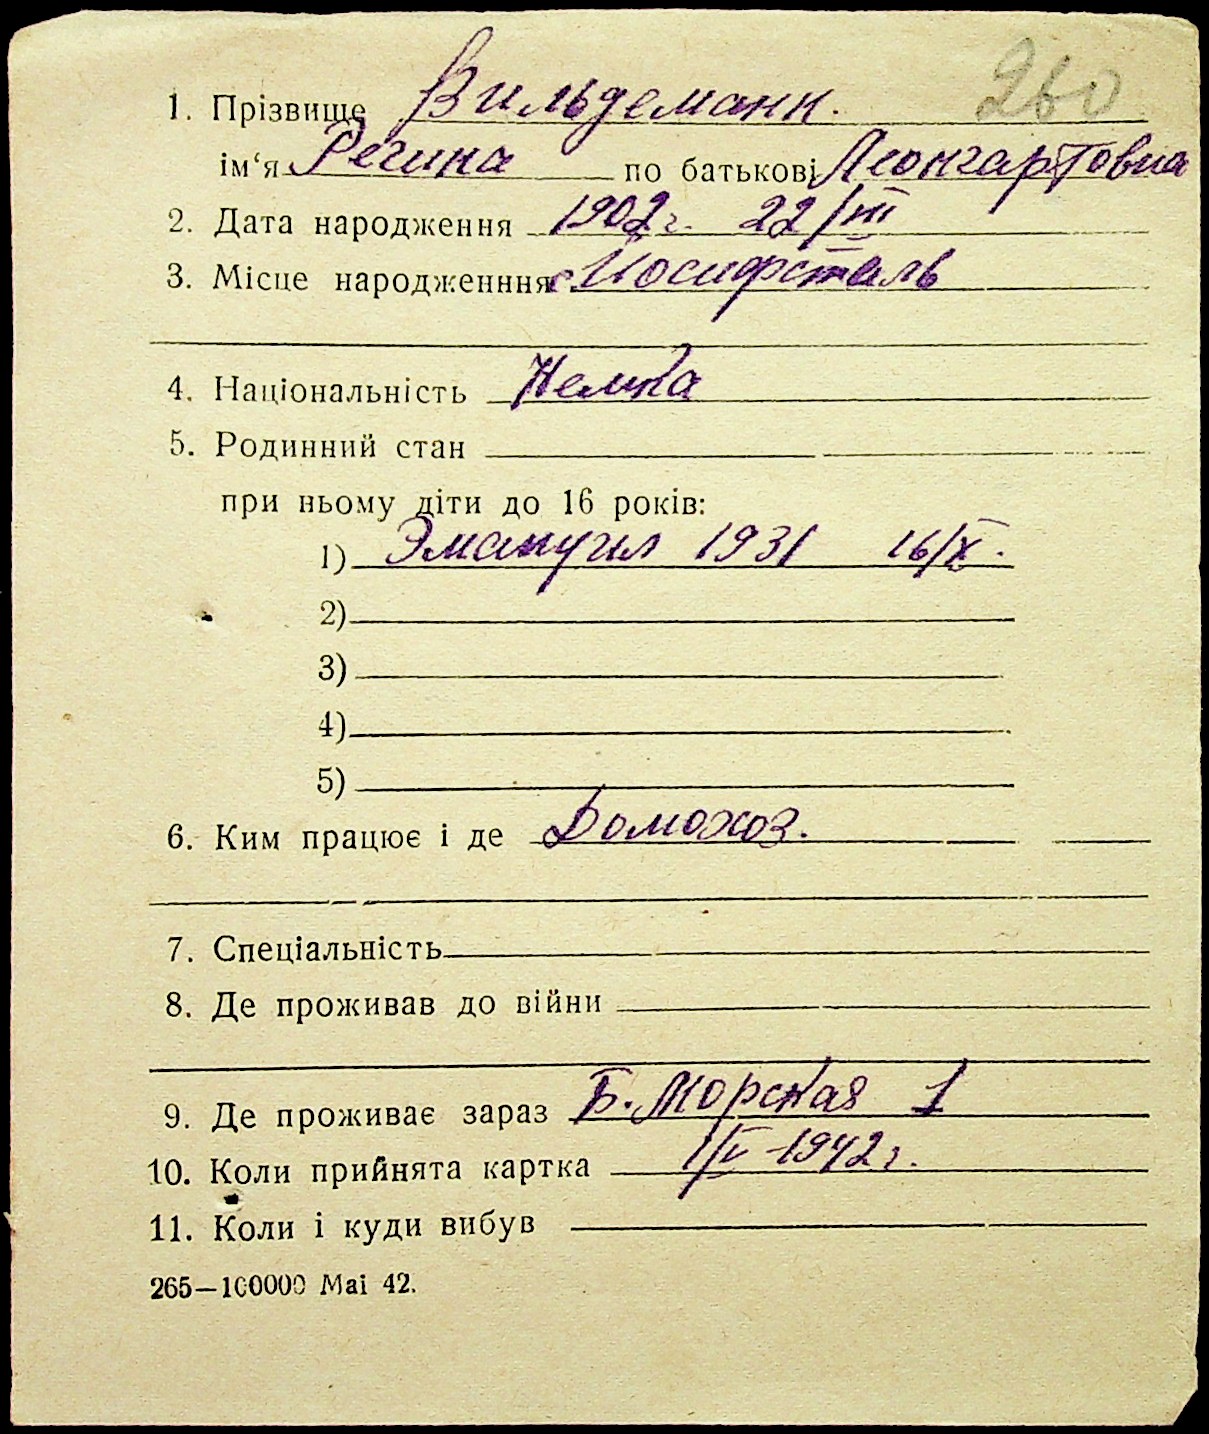 260
1. Прізвище Вильдеманн.
ім‘я Регина по батькові Леонгартовна
2. Дата народження 1902 г. 22/III
3. Місце народженння с. Иосифсталь
4. Національність Немка
5. Родинний стан
при ньому діти до 16 років:
1) Эмануил 1931 16/X.
2)
3)
4)
5)
6. Ким працює і де Домохоз.
7. Спеціальність
8. Де проживав до війни
9. Де проживає зараз Б. Морская 1
10. Коли прийнята картка 1/V-1942 г.
11. Коли і куди вибув
265—100000 Маі 42.